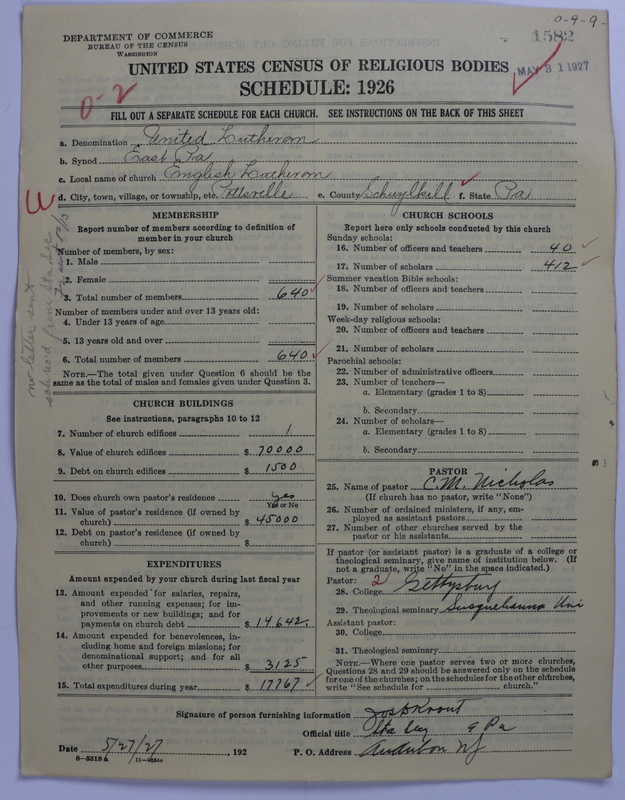 0-9-9-
1582
DEPARTMENT OF COMMERCE
BUREAU OF THE CENSUS
WASHINGTON
MAY 31 1927
UNITED STATES CENSUS OF RELIGIOUS BODIES
SCHEDULE: 1926
0-2
FILL OUT A SEPARATE SCHEDULE FOR EACH CHURCH. SEE INSTRUCTIONS ON THE BACK OF THIS SHEET
a. Denomination United Lutheran
b. Synod East Pa
c. Local name of church English Lutheran
d. City, town, village, or township, etc. Pottsville e. County Schuylkill f. State Pa
MEMBERSHIP
Report number of members according to definition of
member in your church
Number of members, by sex:
1. Male
2. Female
3. Total number of members 640
Number of members under and over 13 years old:
4. Under 13 years of age
5. 13 years old and over
6. Total number of members 640
NOTE.—The total given under Question 6 should be the
same as the total of males and females given under Question 3.
no letter sent
CHURCH BUILDINGS
See instructions, paragraphs 10 to 12
7. Number of church edifices 1
8. Value of church edifices $ 70000
9. Debt on church edifices $ 1500
10. Does church own pastor's residence yes
Yes or No
11. Value of pastor's residence (if owned by
church) $ 45000
12. Debt on pastor's residence (if owned by
church) $
EXPENDITURES
Amount expended by your church during last fiscal year
13. Amount expended for salaries, repairs,
and other running expenses; for im-
provements or new buildings; and for
payments on church debt $ 14,642
14. Amount expended for benevolences, in-
cluding home and foreign missions; for
denominational support; and for all
other purposes $ 3125
15. Total expenditures during year $ 17767
CHURCH SCHOOLS
Report here only schools conducted by this church
Sunday schools:
16. Number of officers and teachers 40
17. Number of scholars 412
Summer vacation Bible schools:
18. Number of officers and teachers
19. Number of scholars
Week-day religious schools:
20. Number of officers and teachers
21. Number of scholars
Parochial schools:
22. Number of administrative officers
23. Number of teachers—
a. Elementary (grades 1 to 8)
b. Secondary
24. Number of scholars—
a. Elementary (grades 1 to 8)
b. Secondary
PASTOR
25. Name of pastor C. M. Nicholas
(If church has no pastor, write "None")
26. Number of ordained ministers, if any, em-
ployed as assistant pastors
27. Number of other churches served by the
pastor or his assistants
If pastor (or assistant pastor) is a graduate of a college or
theological seminary, give name of institution below. (If
not a graduate, write "No" in the space indicated.)
Pastor: 2
28. College Gettysburg
29. Theological seminary Susquehanna Uni
Assistant pastor:
30. College
31. Theological seminary
NOTE.—Where one pastor serves two or more churches,
Questions 28 and 29 should be answered only on the schedule
for one of the churches; on the schedules for the other churches,
write "See schedule for church."
Signature of person furnishing information Jos D Krout
Official title Pa
Date 5/27/27, 192 P. O. Address Audubon NJ
8—5518 a